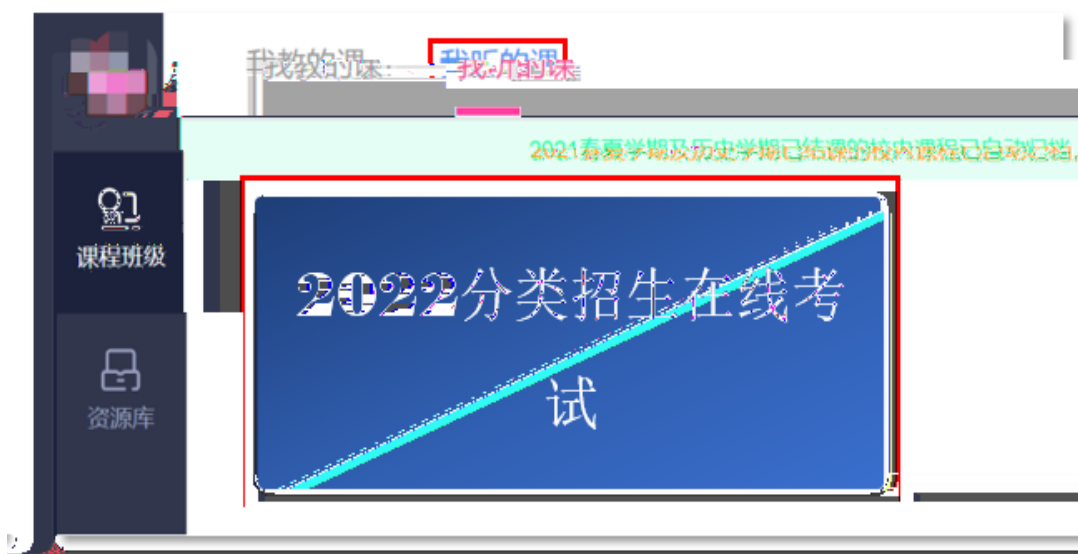 我教的课
我听的课
2021春夏学期及历史学期已结课的校内课程已自动归档,
课程班级
2022分类招生在线考
试
资源库